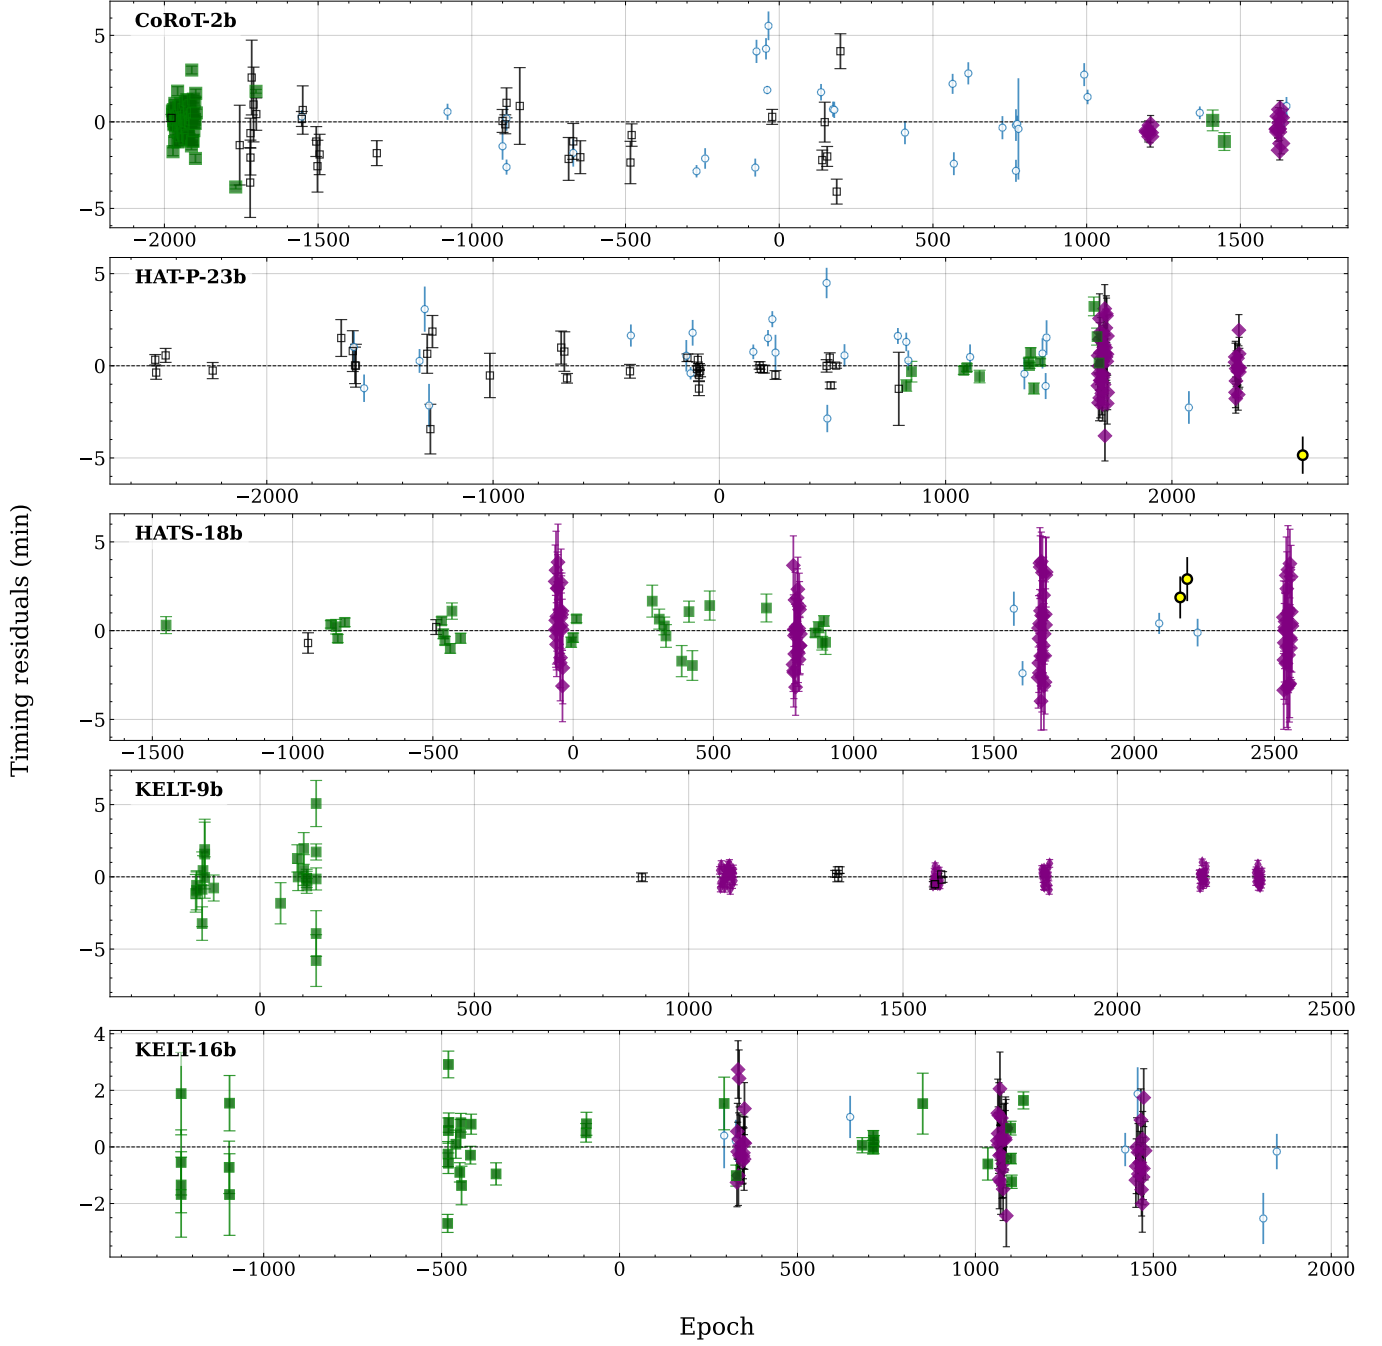 CoRoT-2b
5
0
−5
−2000 −1500 −1000 −500 0 500 1000 1500
HAT-P-23b
5
0
−5
−2000 −1000 0 1000 2000
HATS-18b
5
0
−5
−1500 −1000 −500 0 500 1000 1500 2000 2500
KELT-9b
5
0
−5
0 500 1000 1500 2000 2500
KELT-16b
4
2
0
−2
−1000 −500 0 500 1000 1500 2000
Timing residuals (min)
Epoch